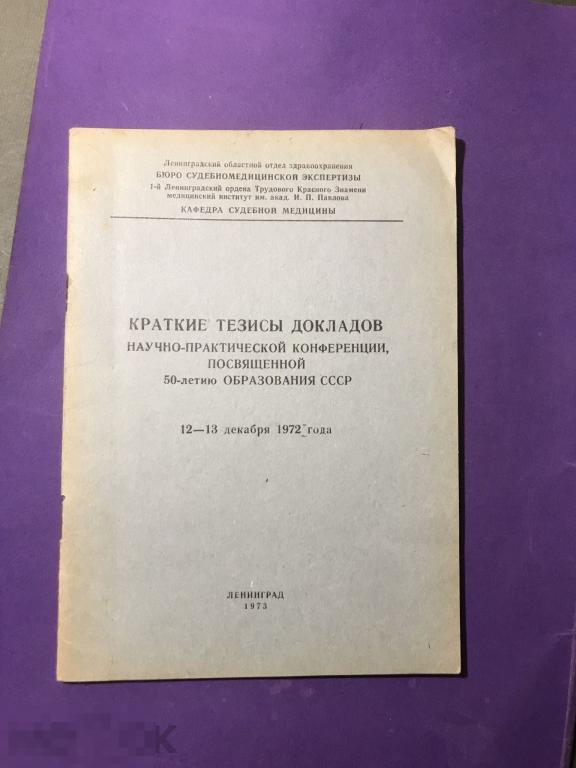 Ленинградский областной отдел здравоохранения
БЮРО СУДЕБНОМЕДИЦИНСКОЙ ЭКСПЕРТИЗЫ
1-й Ленинградский ордена Трудового Красного Знамени
медицинский институт им. акад. И. П. Павлова
КАФЕДРА СУДЕБНОЙ МЕДИЦИНЫ
КРАТКИЕ ТЕЗИСЫ ДОКЛАДОВ
НАУЧНО-ПРАКТИЧЕСКОЙ КОНФЕРЕНЦИИ,
ПОСВЯЩЕННОЙ
50-летию ОБРАЗОВАНИЯ СССР
12—13 декабря 1972 года
ЛЕНИНГРАД
1973